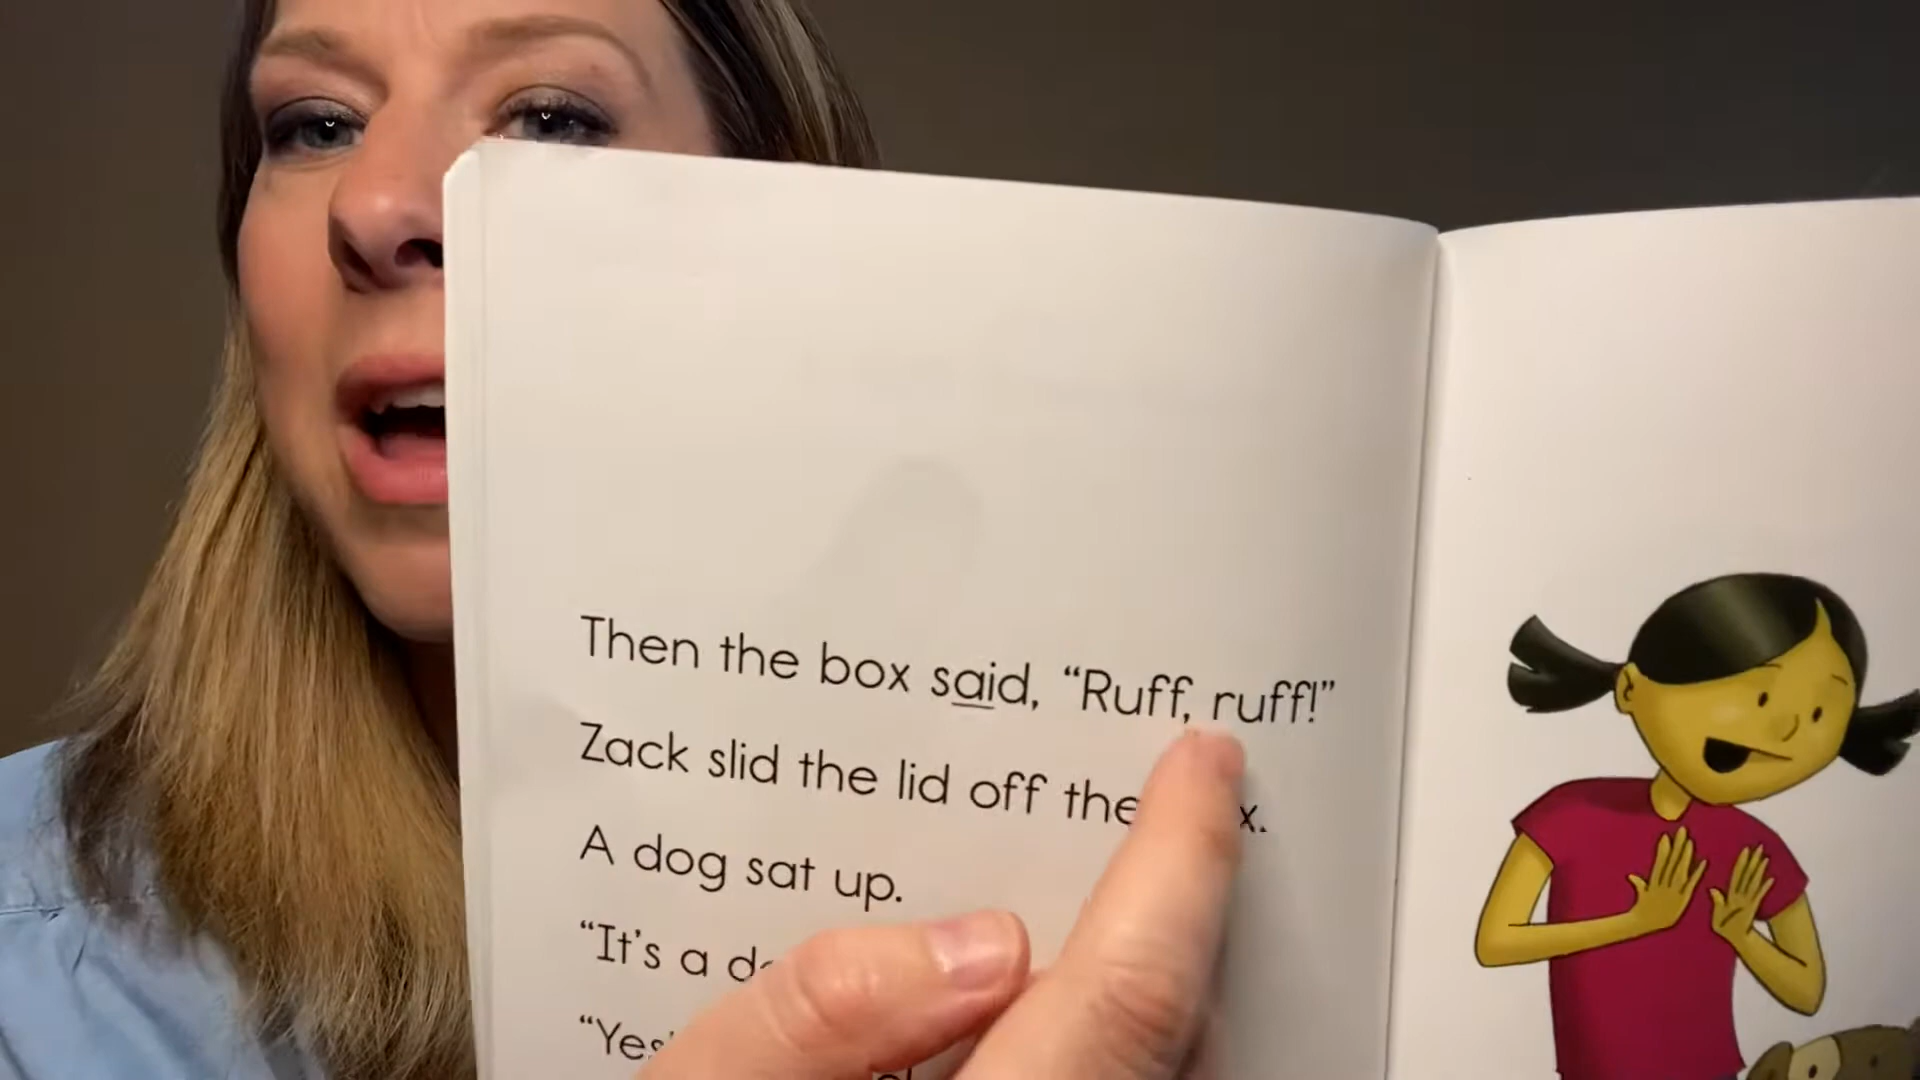 Then the box said, “Ruff, ruff!”
Zack slid the lid off the
A dog sat up.
“It’s a